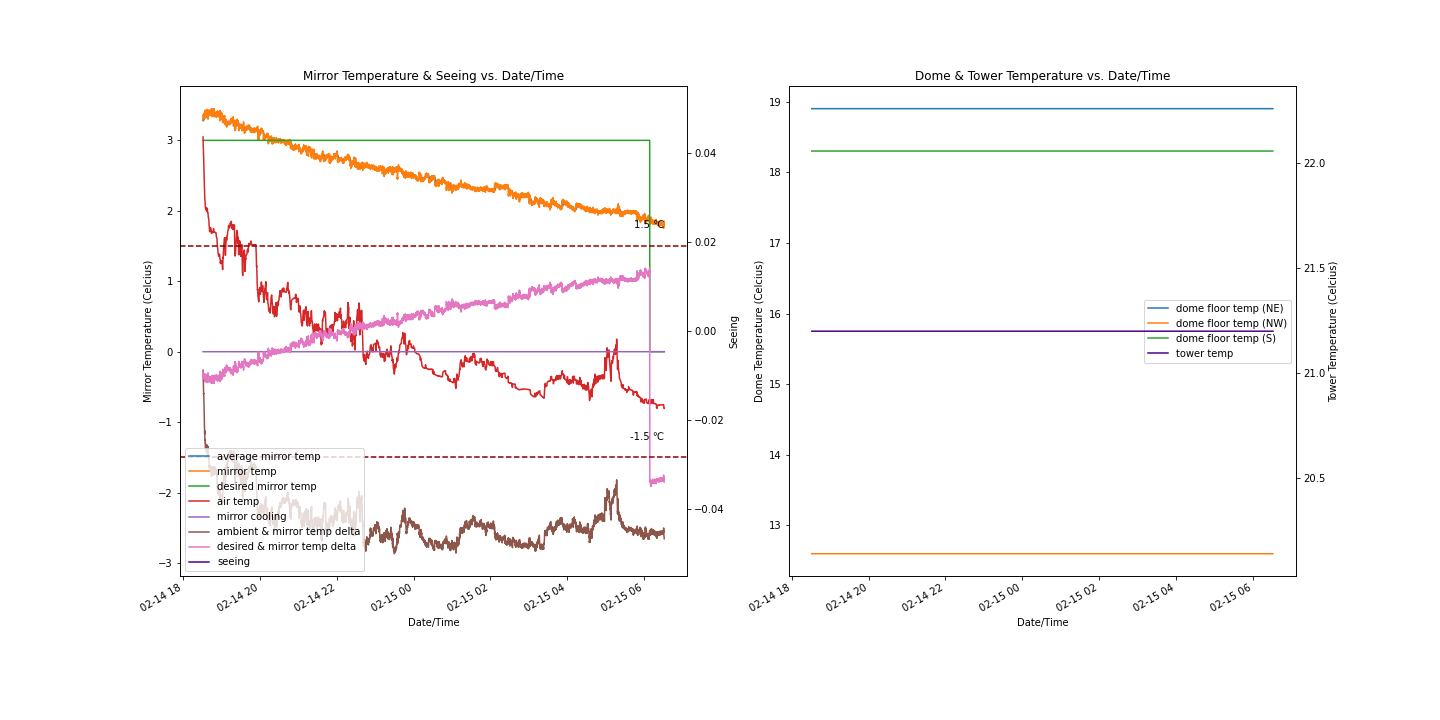 Mirror Temperature & Seeing vs. Date/Time
3
2
1
0
−1
−2
−3
Mirror Temperature (Celcius)
0.04
0.02
0.00
−0.02
−0.04
Seeing
1.5 °C
-1.5 °C
average mirror temp
mirror temp
desired mirror temp
air temp
mirror cooling
ambient & mirror temp delta
desired & mirror temp delta
seeing
02-14 18
02-14 20
02-14 22
02-15 00
02-15 02
02-15 04
02-15 06
Date/Time
Dome & Tower Temperature vs. Date/Time
19
18
17
16
15
14
13
Dome Temperature (Celcius)
22.0
21.5
21.0
20.5
Tower Temperature (Celcius)
dome floor temp (NE)
dome floor temp (NW)
dome floor temp (S)
tower temp
02-14 18
02-14 20
02-14 22
02-15 00
02-15 02
02-15 04
02-15 06
Date/Time